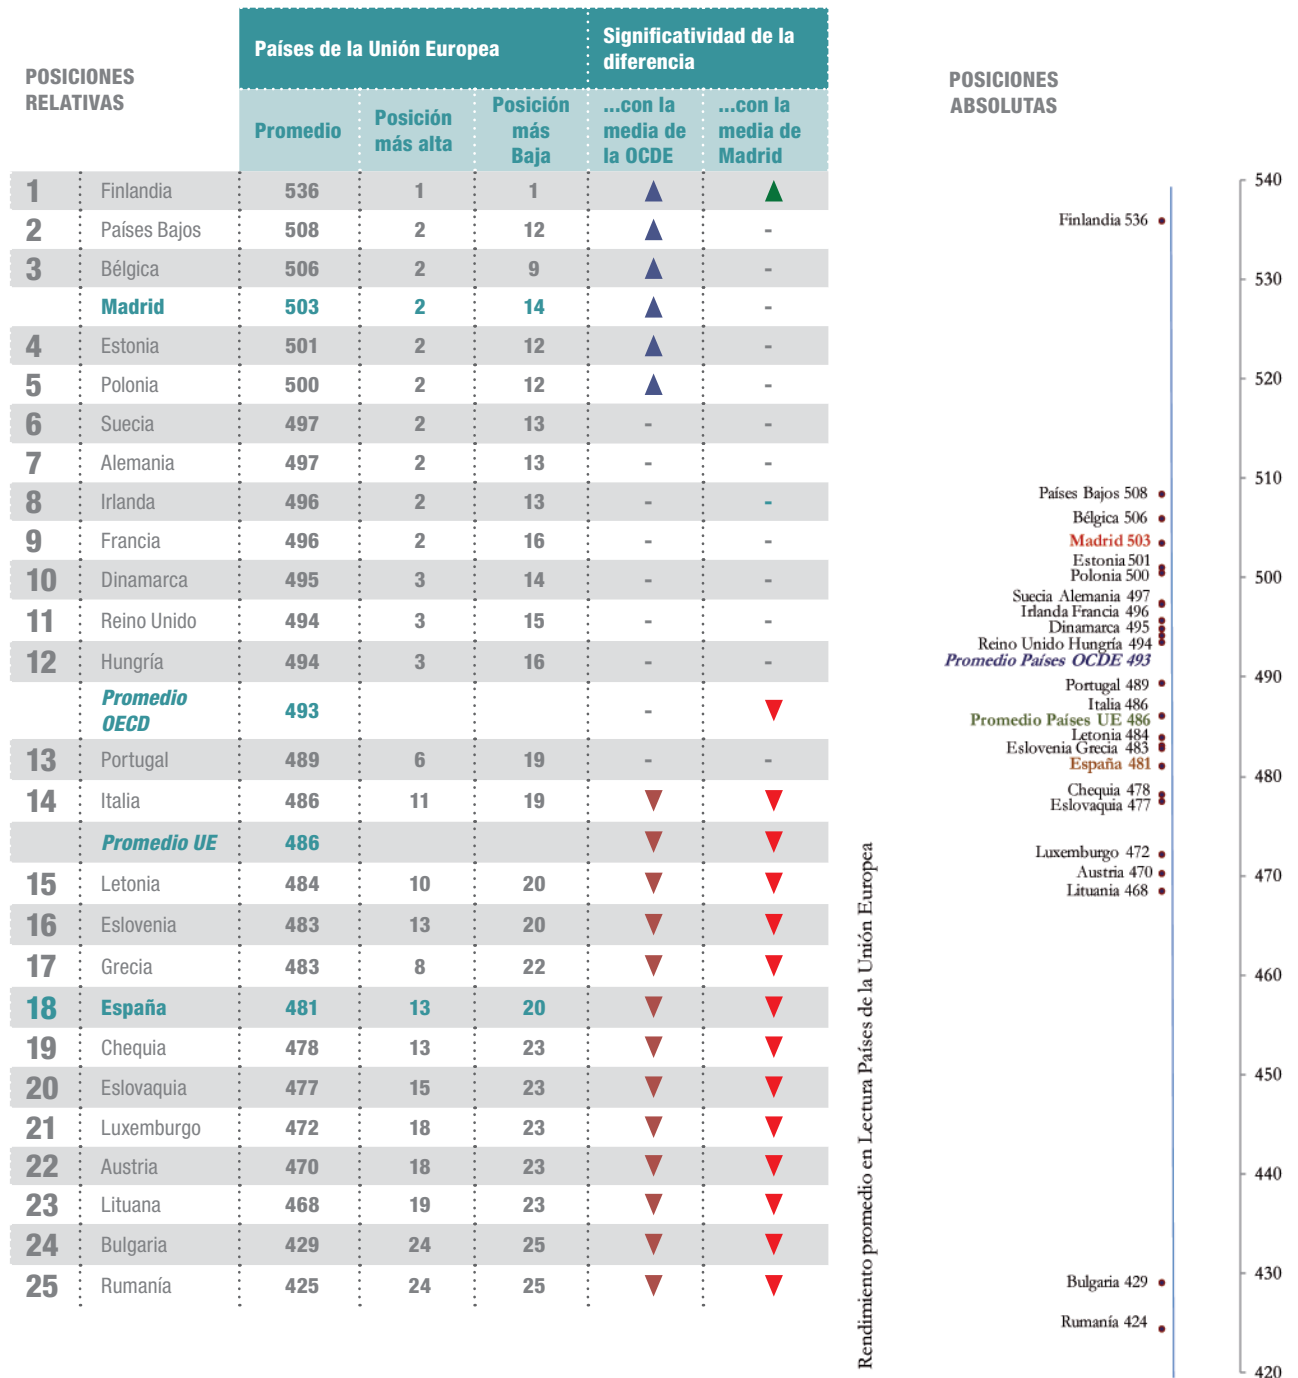 POSICIONES
RELATIVAS
Países de la Unión Europea
Significatividad de la
diferencia
Promedio
Posición
más alta
Posición
más
Baja
...con la
media de
la OCDE
...con la
media de
Madrid
1 Finlandia 536 1 1 ▲ ▲
2 Países Bajos 508 2 12 ▲ -
3 Bélgica 506 2 9 ▲ -
Madrid 503 2 14 ▲ -
4 Estonia 501 2 12 ▲ -
5 Polonia 500 2 12 ▲ -
6 Suecia 497 2 13 - -
7 Alemania 497 2 13 - -
8 Irlanda 496 2 13 - -
9 Francia 496 2 16 - -
10 Dinamarca 495 3 14 - -
11 Reino Unido 494 3 15 - -
12 Hungría 494 3 16 - -
Promedio
OECD 493 - ▼
13 Portugal 489 6 19 - -
14 Italia 486 11 19 ▼ ▼
Promedio UE 486 ▼ ▼
15 Letonia 484 10 20 ▼ ▼
16 Eslovenia 483 13 20 ▼ ▼
17 Grecia 483 8 22 ▼ ▼
18 España 481 13 20 ▼ ▼
19 Chequia 478 13 23 ▼ ▼
20 Eslovaquia 477 15 23 ▼ ▼
21 Luxemburgo 472 18 23 ▼ ▼
22 Austria 470 18 23 ▼ ▼
23 Lituana 468 19 23 ▼ ▼
24 Bulgaria 429 24 25 ▼ ▼
25 Rumanía 425 24 25 ▼ ▼
POSICIONES
ABSOLUTAS
Rendimiento promedio en Lectura Países de la Unión Europea
Finlandia 536
Países Bajos 508
Bélgica 506
Madrid 503
Estonia 501
Polonia 500
Suecia Alemania 497
Irlanda Francia 496
Dinamarca 495
Reino Unido Hungría 494
Promedio Países OCDE 493
Portugal 489
Italia 486
Promedio Países UE 486
Letonia 484
Eslovenia Grecia 483
España 481
Chequia 478
Eslovaquia 477
Luxemburgo 472
Austria 470
Lituania 468
Bulgaria 429
Rumanía 424
540
530
520
510
500
490
480
470
460
450
440
430
420